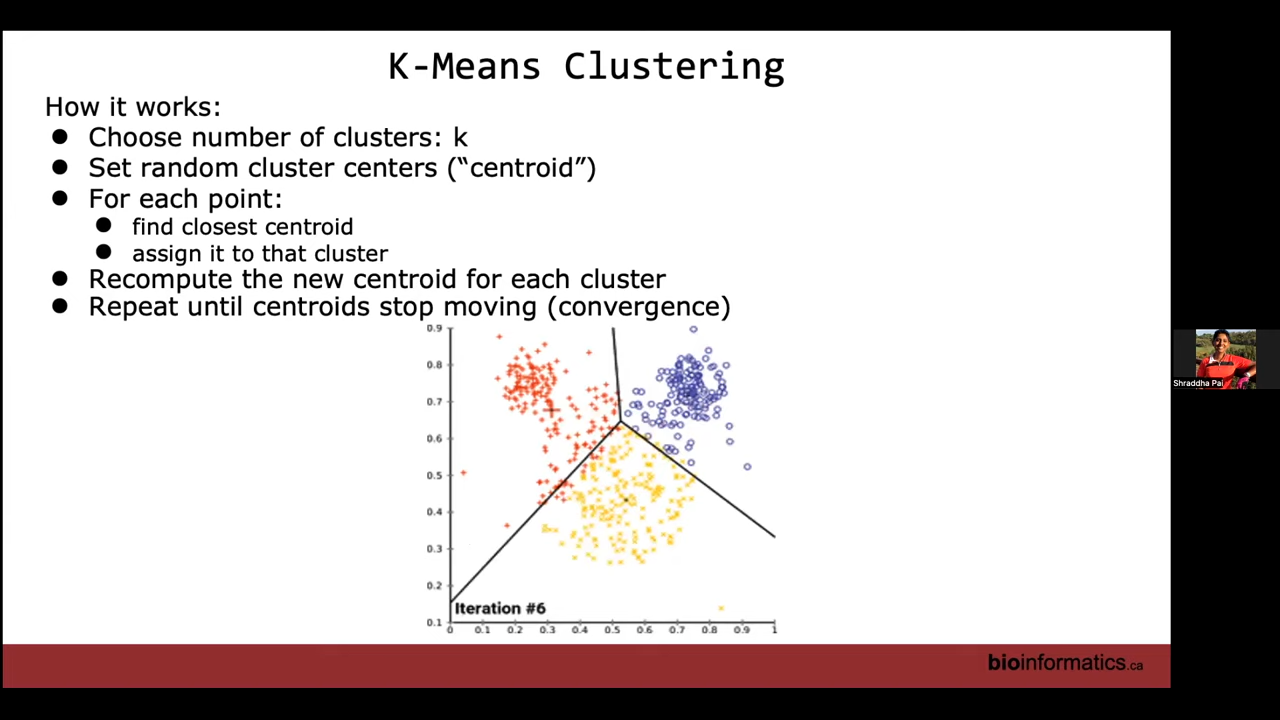 K-Means Clustering
How it works:
● Choose number of clusters: k
● Set random cluster centers (“centroid”)
● For each point:
● find closest centroid
● assign it to that cluster
● Recompute the new centroid for each cluster
● Repeat until centroids stop moving (convergence)
0.9
0.8
0.7
0.6
0.5
0.4
0.3
0.2
0.1
Iteration #6
0 0.1 0.2 0.3 0.4 0.5 0.6 0.7 0.8 0.9 1
Shraddha Pai
bioinformatics.ca